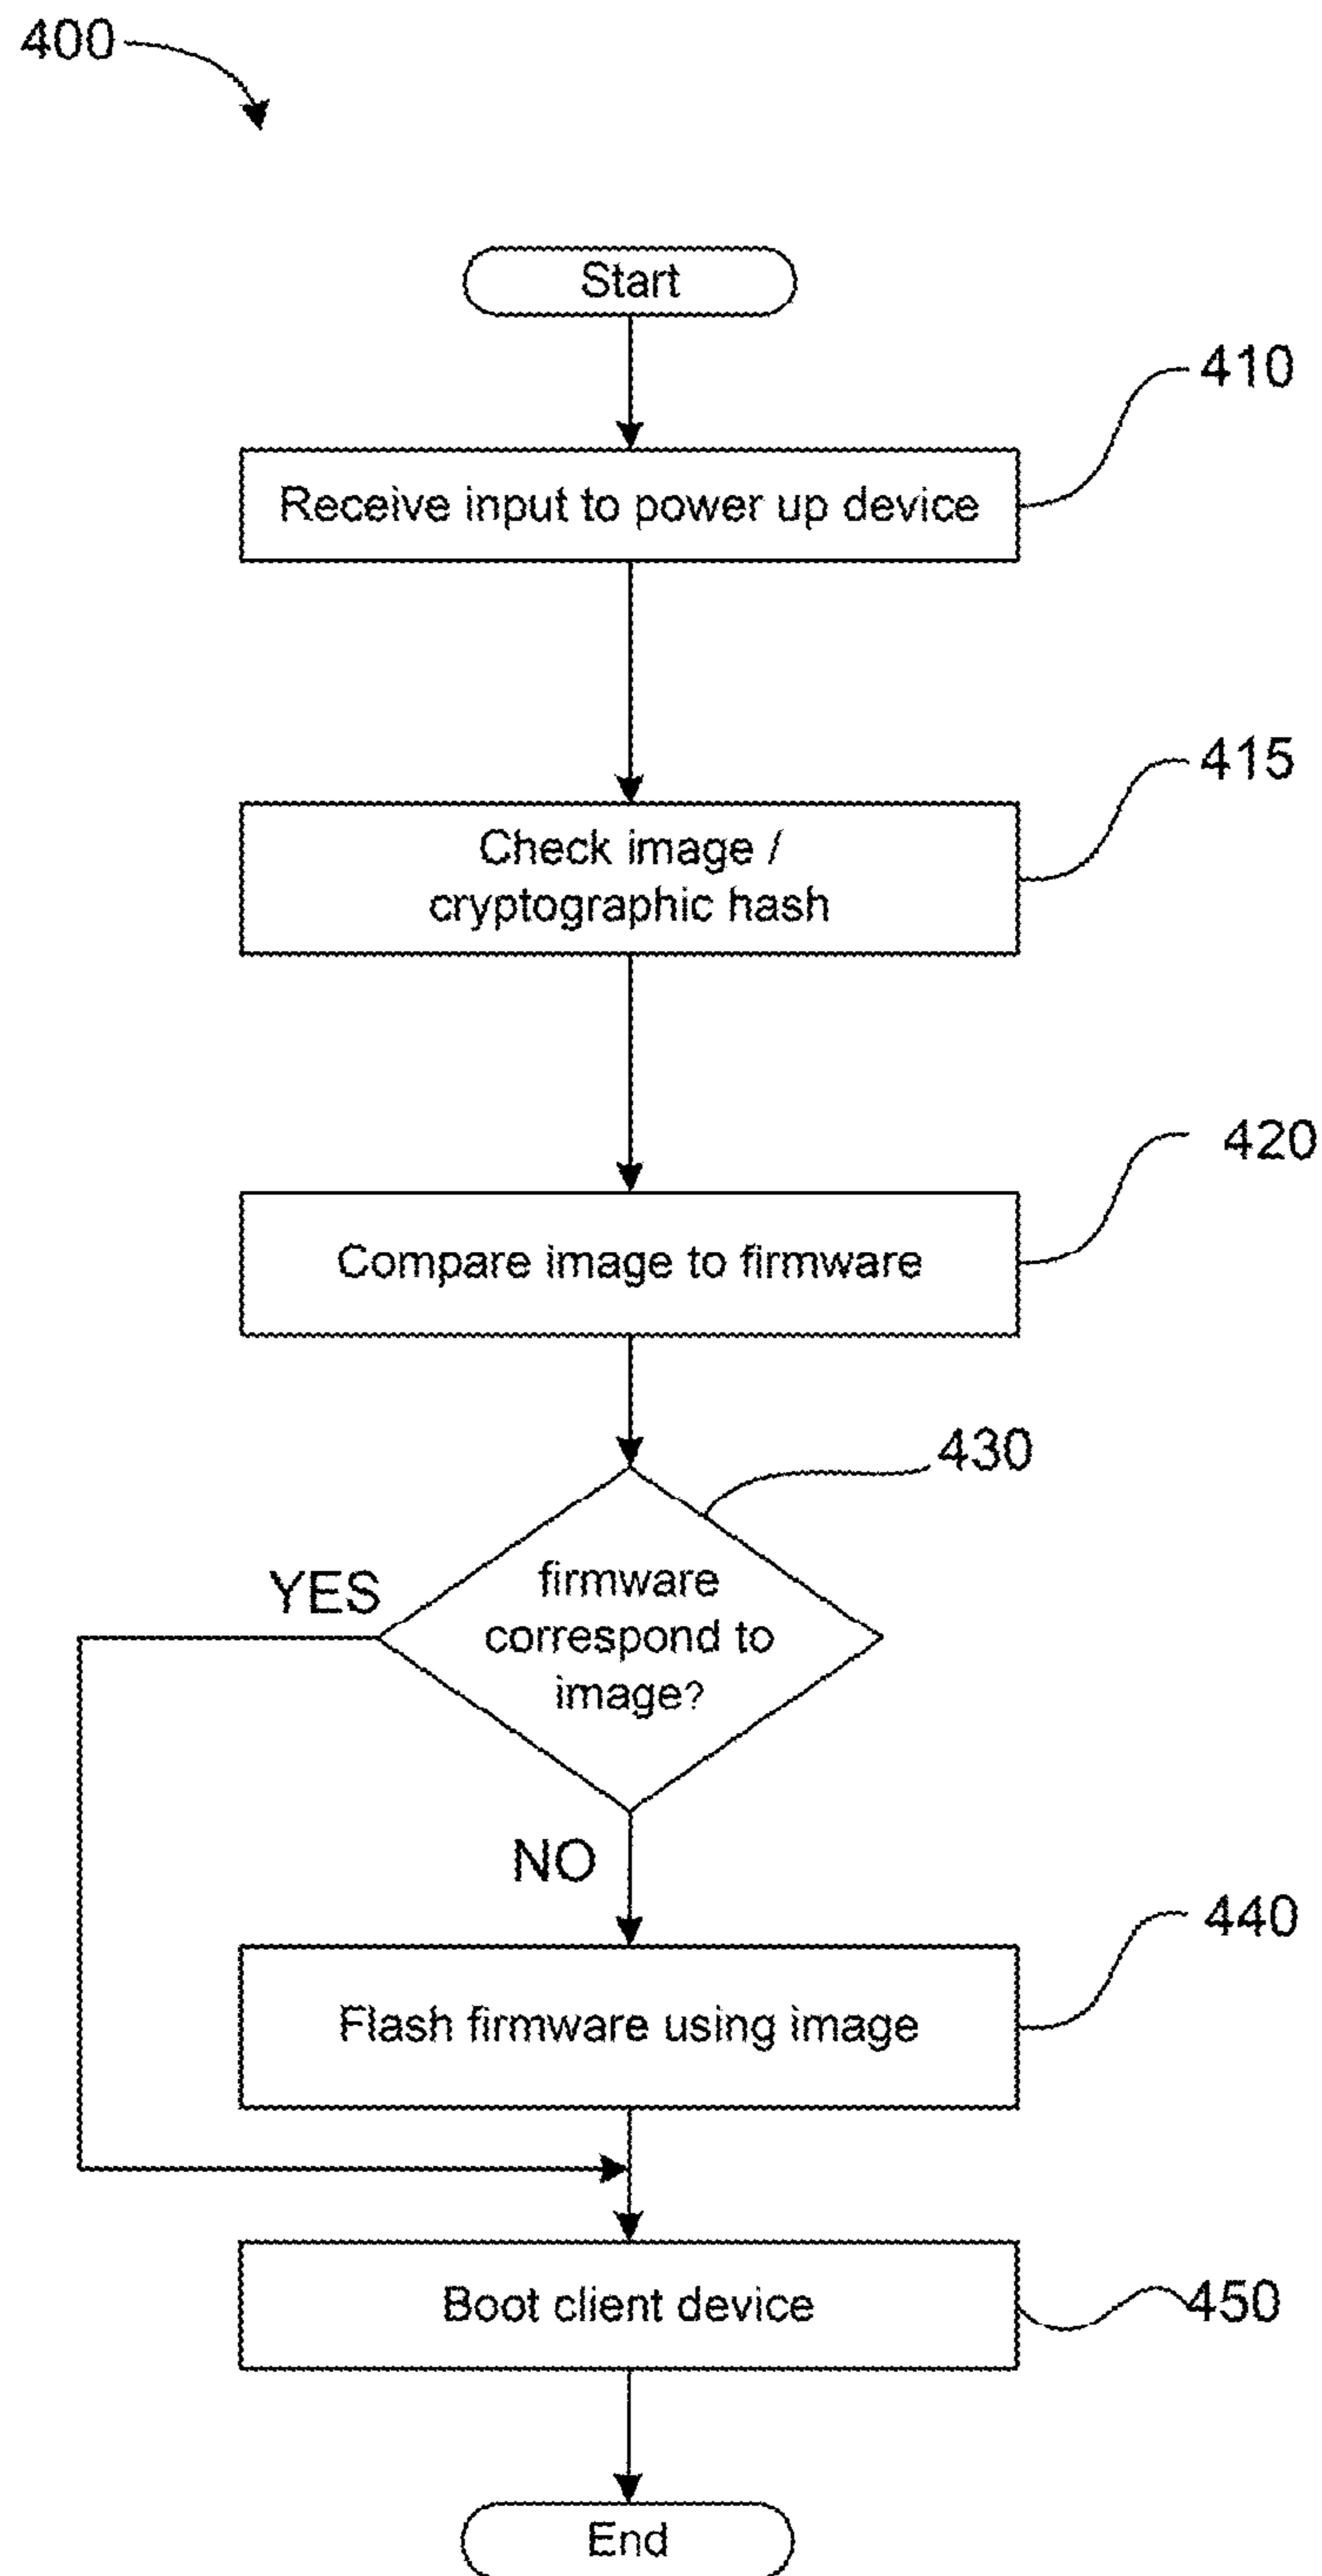 400
Start
410
Receive input to power up device
415
Check image /
cryptographic hash
420
Compare image to firmware
430
YES
firmware
correspond to
image?
NO
440
Flash firmware using image
Boot client device
450
End